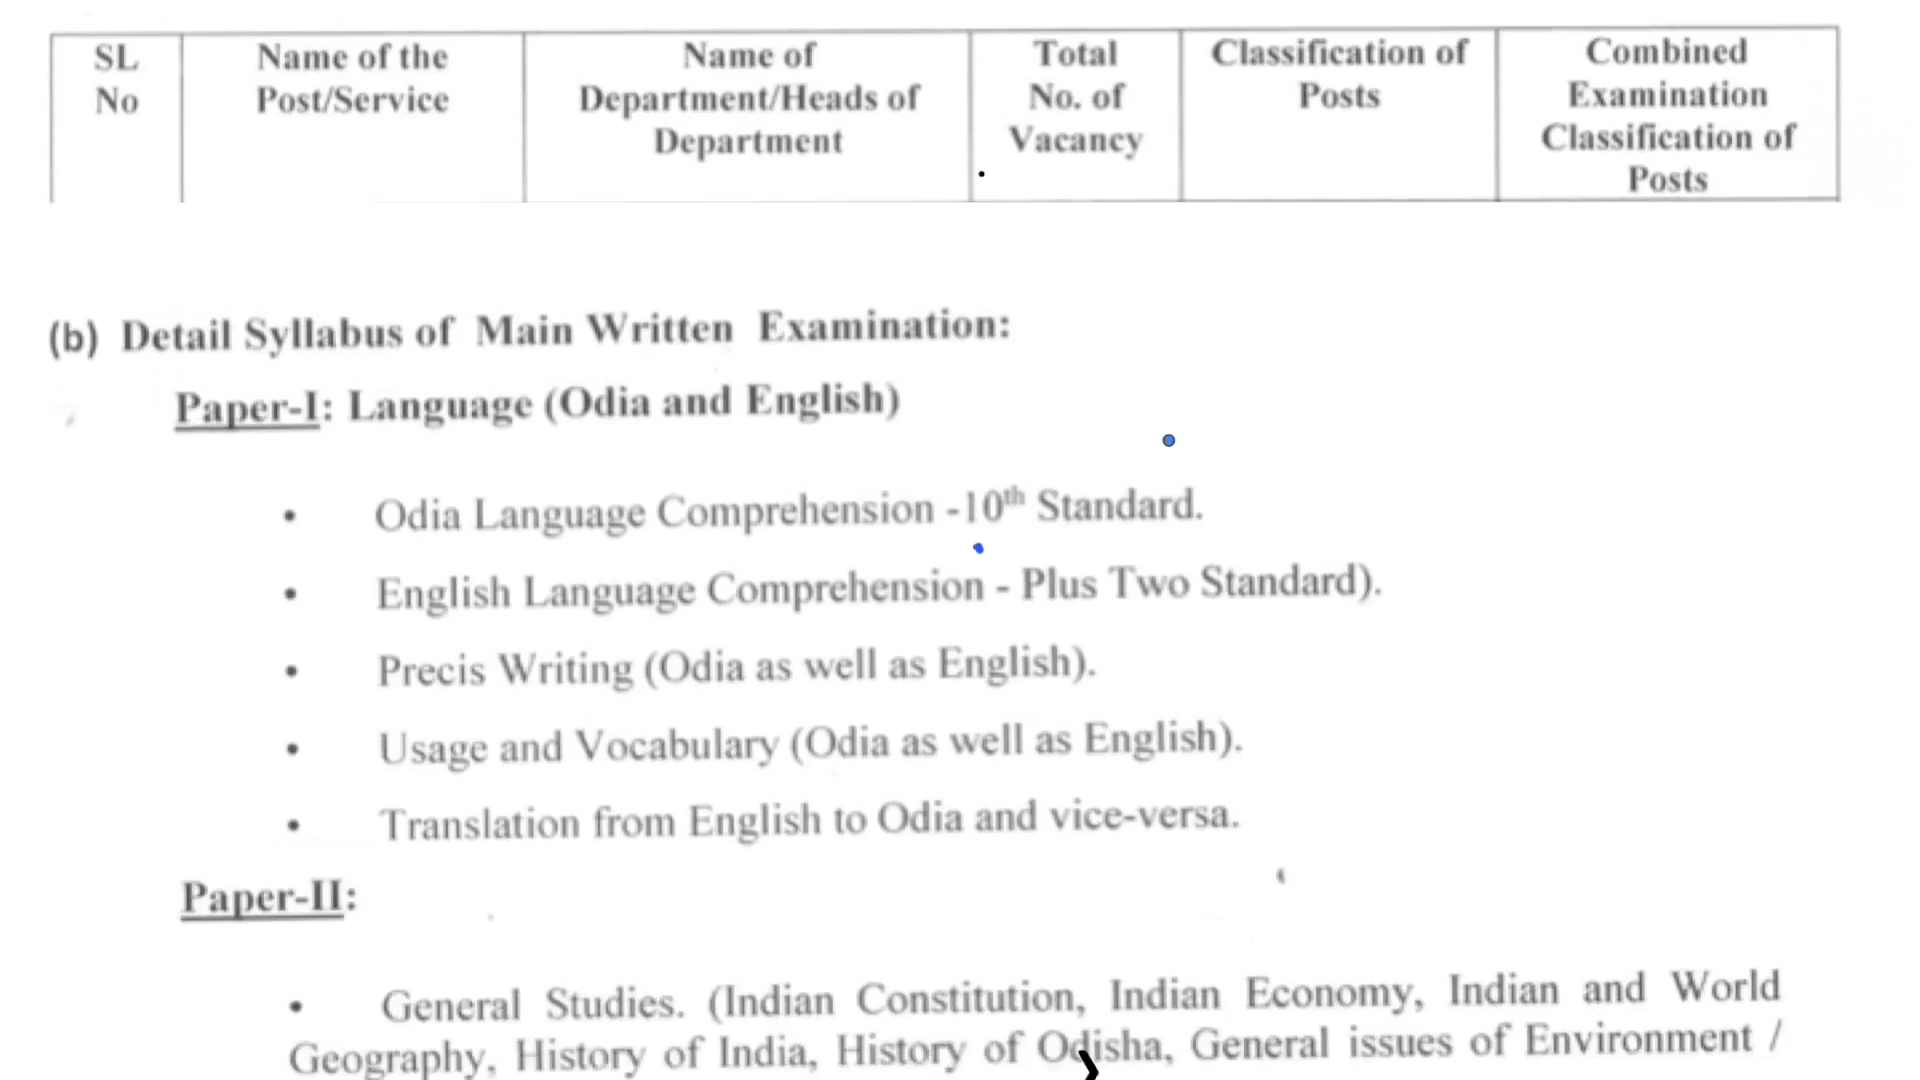 SL No | Name of the Post/Service | Name of Department/Heads of Department | Total No. of Vacancy | Classification of Posts | Combined Examination Classification of Posts
(b) Detail Syllabus of Main Written Examination:
Paper-I: Language (Odia and English)
• Odia Language Comprehension -10th Standard.
• English Language Comprehension - Plus Two Standard).
• Precis Writing (Odia as well as English).
• Usage and Vocabulary (Odia as well as English).
• Translation from English to Odia and vice-versa.
Paper-II:
• General Studies. (Indian Constitution, Indian Economy, Indian and World
Geography, History of India, History of Odisha, General issues of Environment /